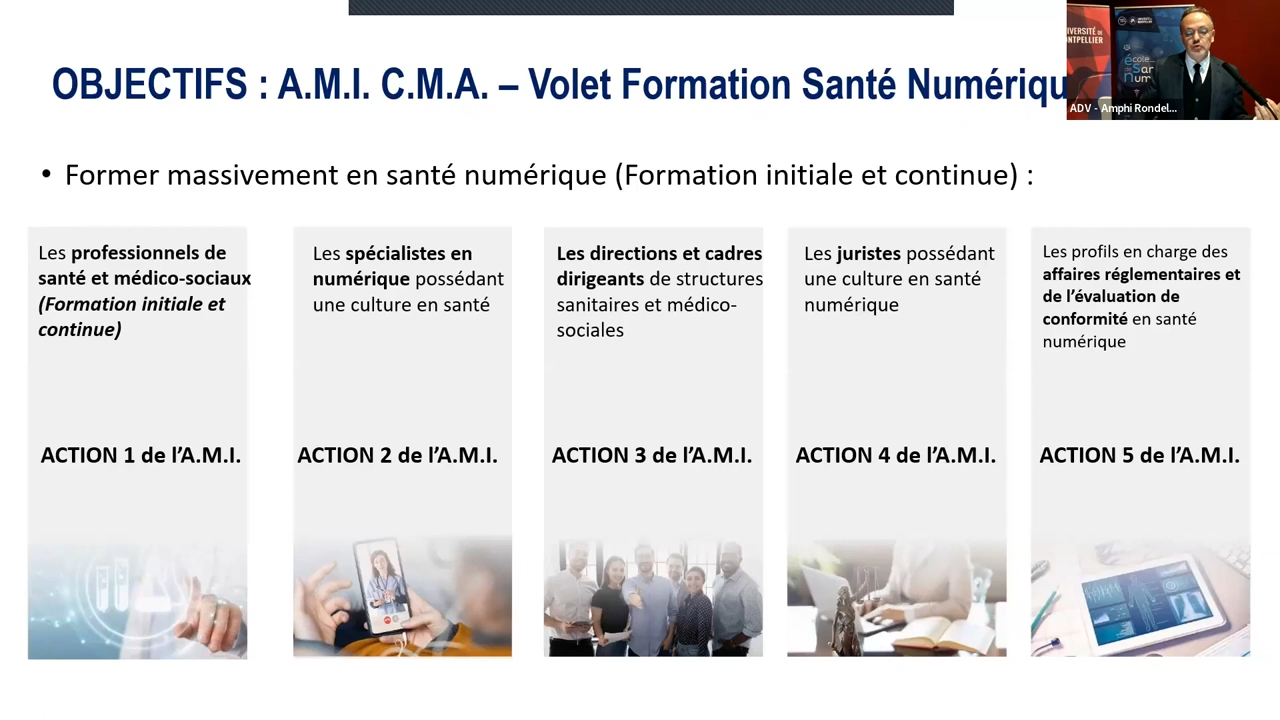 OBJECTIFS : A.M.I. C.M.A. – Volet Formation Santé Numériqu
UNIVERSITÉ DE
MONTPELLIER
ADV - Amphi Rondel...
• Former massivement en santé numérique (Formation initiale et continue) :
Les professionnels de
santé et médico-sociaux
(Formation initiale et
continue)
ACTION 1 de l’A.M.I.
Les spécialistes en
numérique possédant
une culture en santé
ACTION 2 de l’A.M.I.
Les directions et cadres
dirigeants de structures
sanitaires et médico-
sociales
ACTION 3 de l’A.M.I.
Les juristes possédant
une culture en santé
numérique
ACTION 4 de l’A.M.I.
Les profils en charge des
affaires réglementaires et
de l’évaluation de
conformité en santé
numérique
ACTION 5 de l’A.M.I.